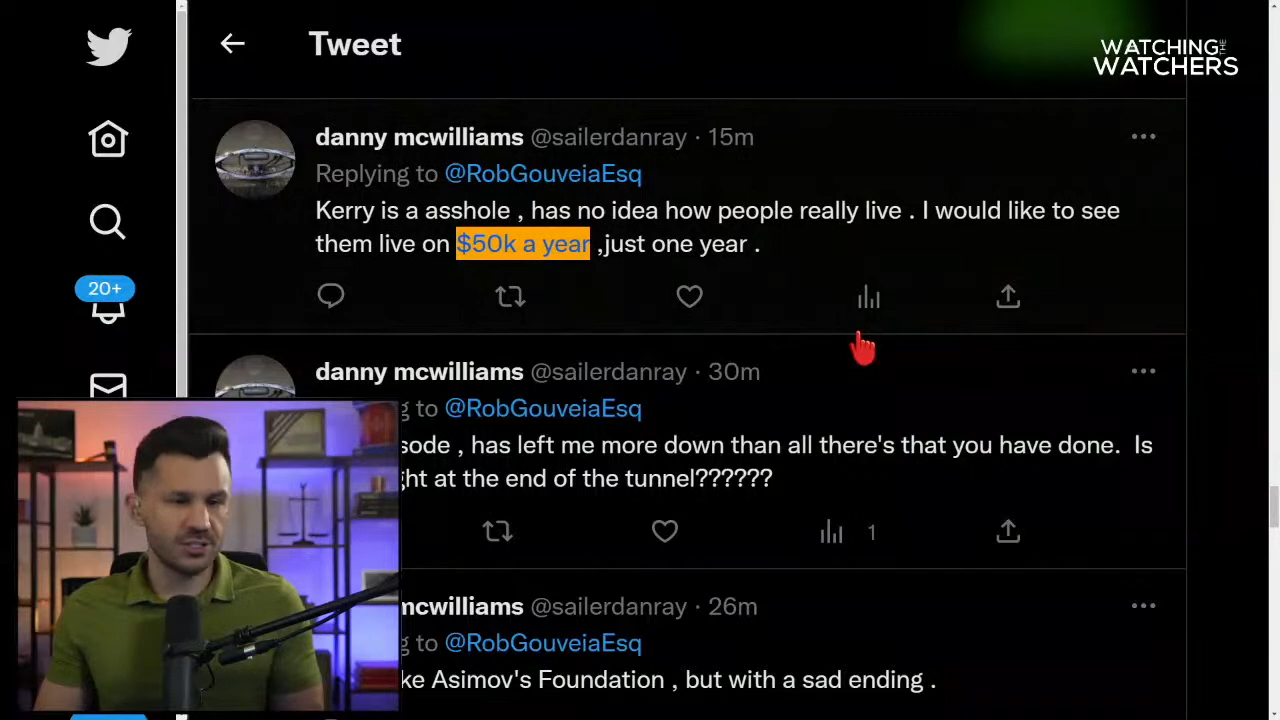 Tweet
WATCHING THE
WATCHERS
danny mcwilliams @sailerdanray · 15m
Replying to @RobGouveiaEsq
Kerry is a asshole , has no idea how people really live . I would like to see
them live on $50k a year ,just one year .
20+
danny mcwilliams @sailerdanray · 30m
g to @RobGouveiaEsq
sode , has left me more down than all there's that you have done. Is
ght at the end of the tunnel??????
1
mcwilliams @sailerdanray · 26m
g to @RobGouveiaEsq
ke Asimov's Foundation , but with a sad ending .